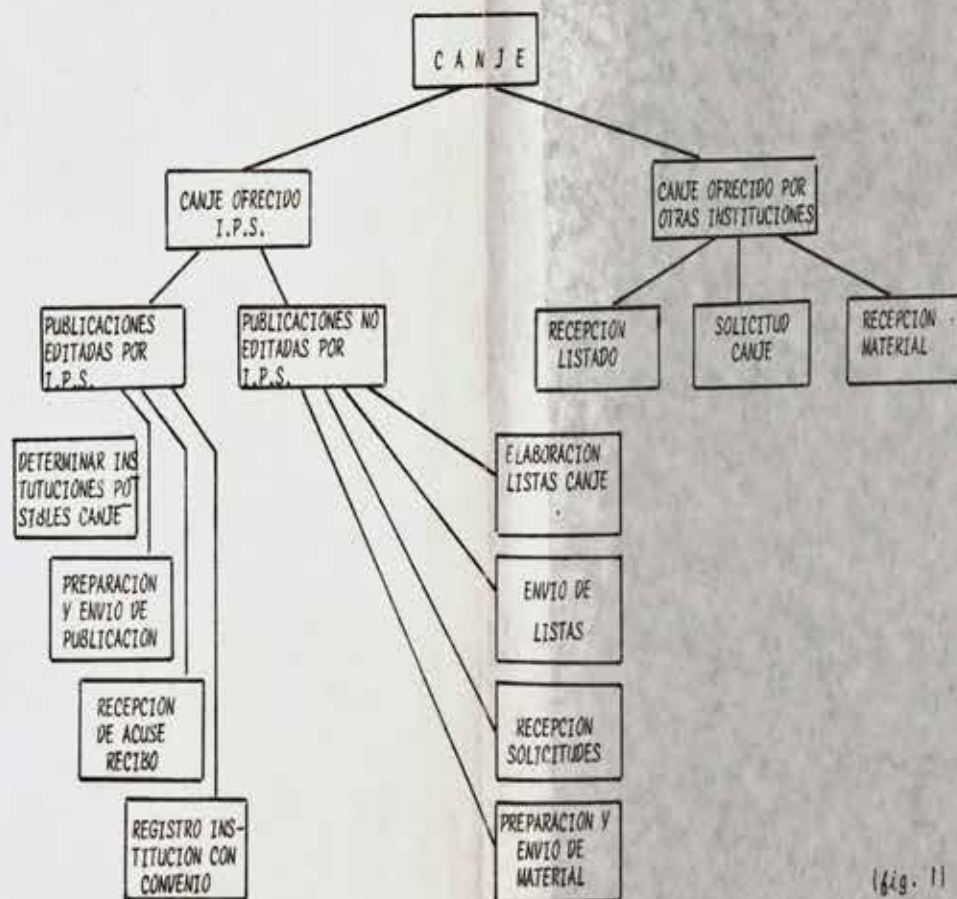 C A N J E
CANJE OFRECIDO
I.P.S.
CANJE OFRECIDO POR
OTRAS INSTITUCIONES
PUBLICACIONES
EDITADAS POR
I.P.S.
PUBLICACIONES NO
EDITADAS POR
I.P.S.
RECEPCION
LISTADO
SOLICITUD
CANJE
RECEPCION
MATERIAL
DETERMINAR INS
TUTUCIONES PO
SIBLES CANJE
PREPARACION
Y ENVIO DE
PUBLICACION
RECEPCION
DE ACUSE
RECIBO
REGISTRO INS-
TITUCION CON
CONVENIO
ELABORACION
LISTAS CANJE
ENVIO DE
LISTAS
RECEPCION
SOLICITUDES
PREPARACION Y
ENVIO DE
MATERIAL
(fig. 1)